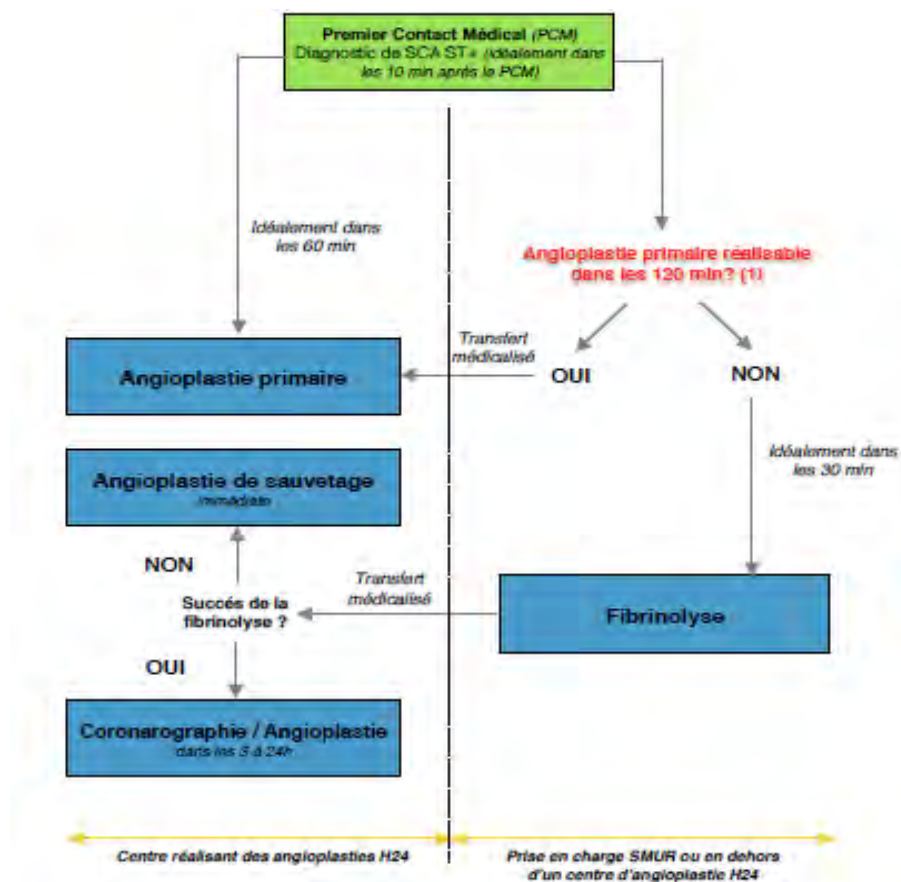 Premier Contact Médical (PCM)
Diagnostic de SCA ST+ (Idéalement dans
les 10 min après le PCM)
Idéalement dans
les 60 min
Angioplastie primaire réalisable
dans les 120 min? (1)
Transfert
médicalisé
OUI
NON
Angioplastie primaire
Idéalement dans
les 30 min
Angioplastie de sauvetage
immédiate
NON
Succés de la
fibrinolyse ?
Transfert
médicalisé
Fibrinolyse
OUI
Coronarographie / Angioplastie
dans les 3 à 24h
Centre réalisant des angioplasties H24
Prise en charge SMUR ou en dehors
d'un centre d'angioplastie H24